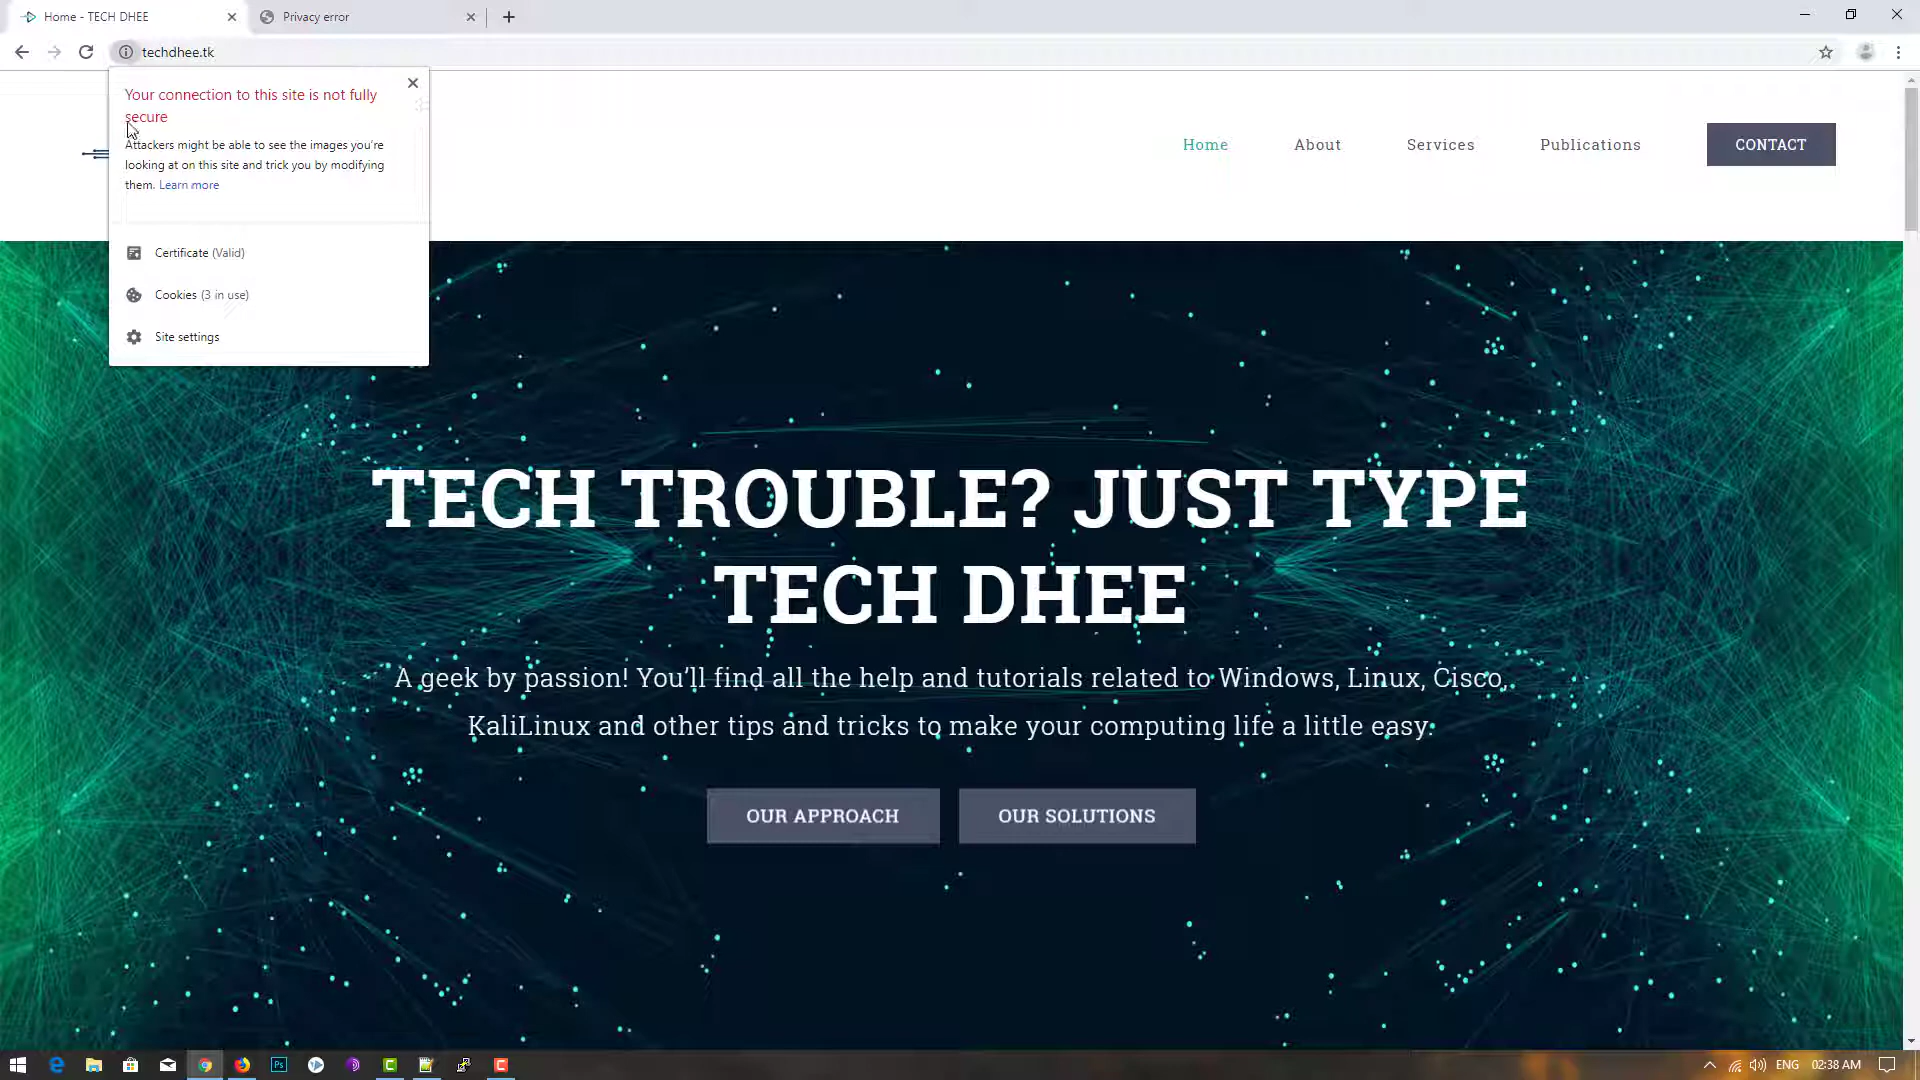 Home - TECH DHEE
Privacy error
techdhee.tk
Your connection to this site is not fully
secure
Attackers might be able to see the images you're
looking at on this site and trick you by modifying
them. Learn more
Certificate (Valid)
Cookies (3 in use)
Site settings
Home About Services Publications CONTACT
TECH TROUBLE? JUST TYPE
TECH DHEE
A geek by passion! You'll find all the help and tutorials related to Windows, Linux, Cisco,
KaliLinux and other tips and tricks to make your computing life a little easy.
OUR APPROACH OUR SOLUTIONS
Ps
ENG 02:38 AM